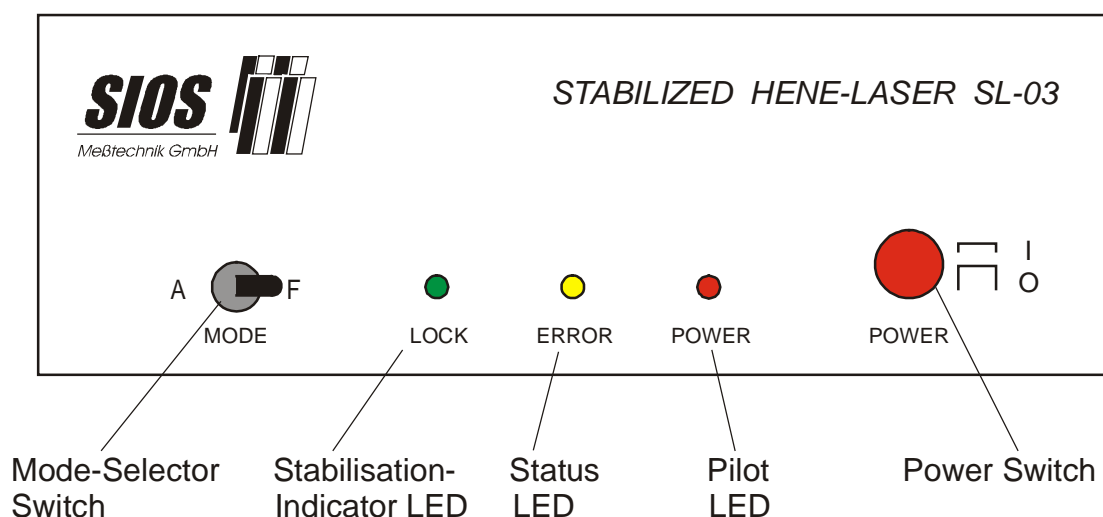 SIOS
Meßtechnik GmbH
STABILIZED HENE-LASER SL-03
I
A F O
MODE LOCK ERROR POWER POWER
Mode-Selector Stabilisation- Status Pilot Power Switch
Switch Indicator LED LED LED